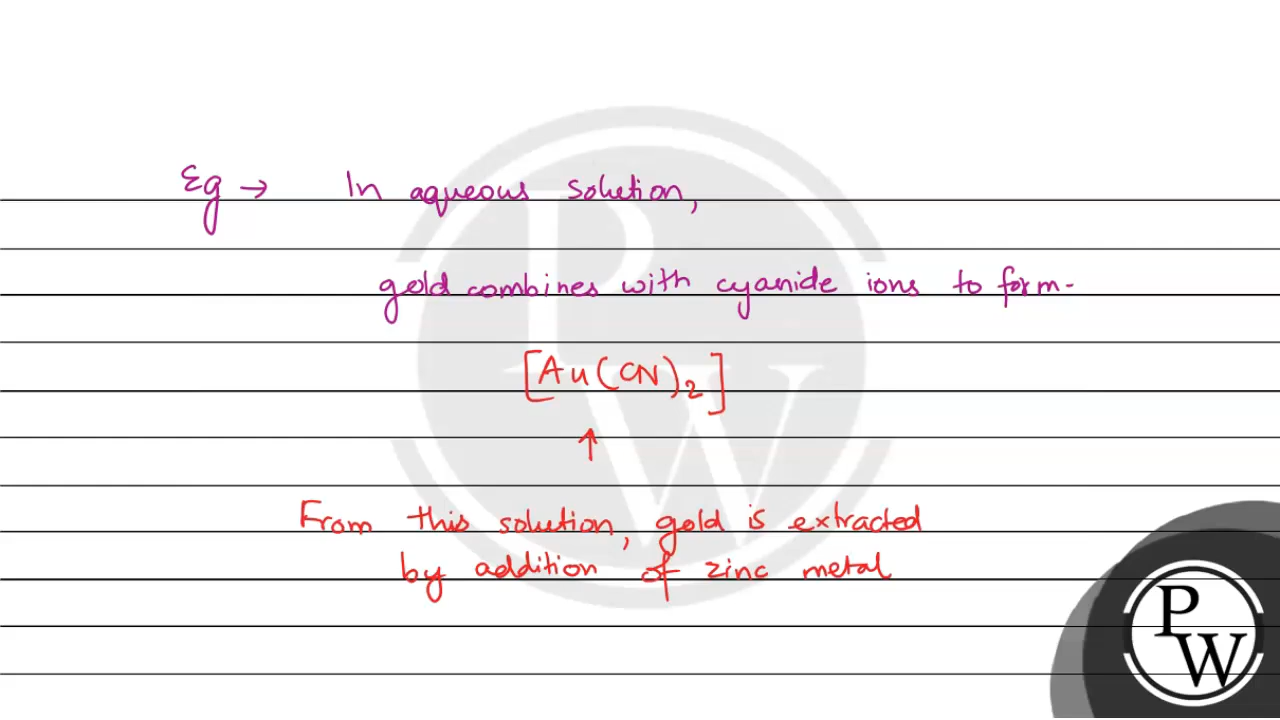 Eg → In aqueous solution,
gold combines with cyanide ions to form-
[Au(CN)₂]
↑
From this solution, gold is extracted
by addition of zinc metal
P
W
P
W